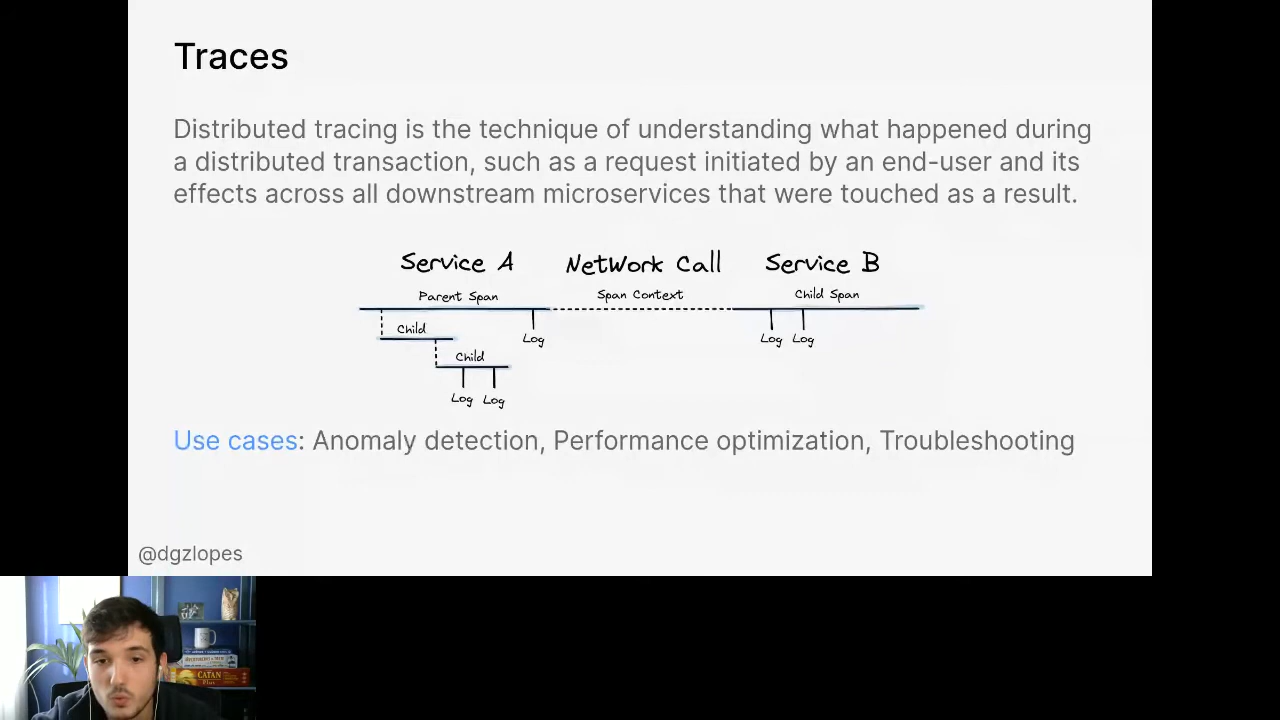 Traces
Distributed tracing is the technique of understanding what happened during
a distributed transaction, such as a request initiated by an end-user and its
effects across all downstream microservices that were touched as a result.
Service A
Network Call
Service B
Parent Span
Span Context
Child Span
Child
Log
Log
Log
Child
Log
Log
Use cases: Anomaly detection, Performance optimization, Troubleshooting
@dgzlopes
CATAN